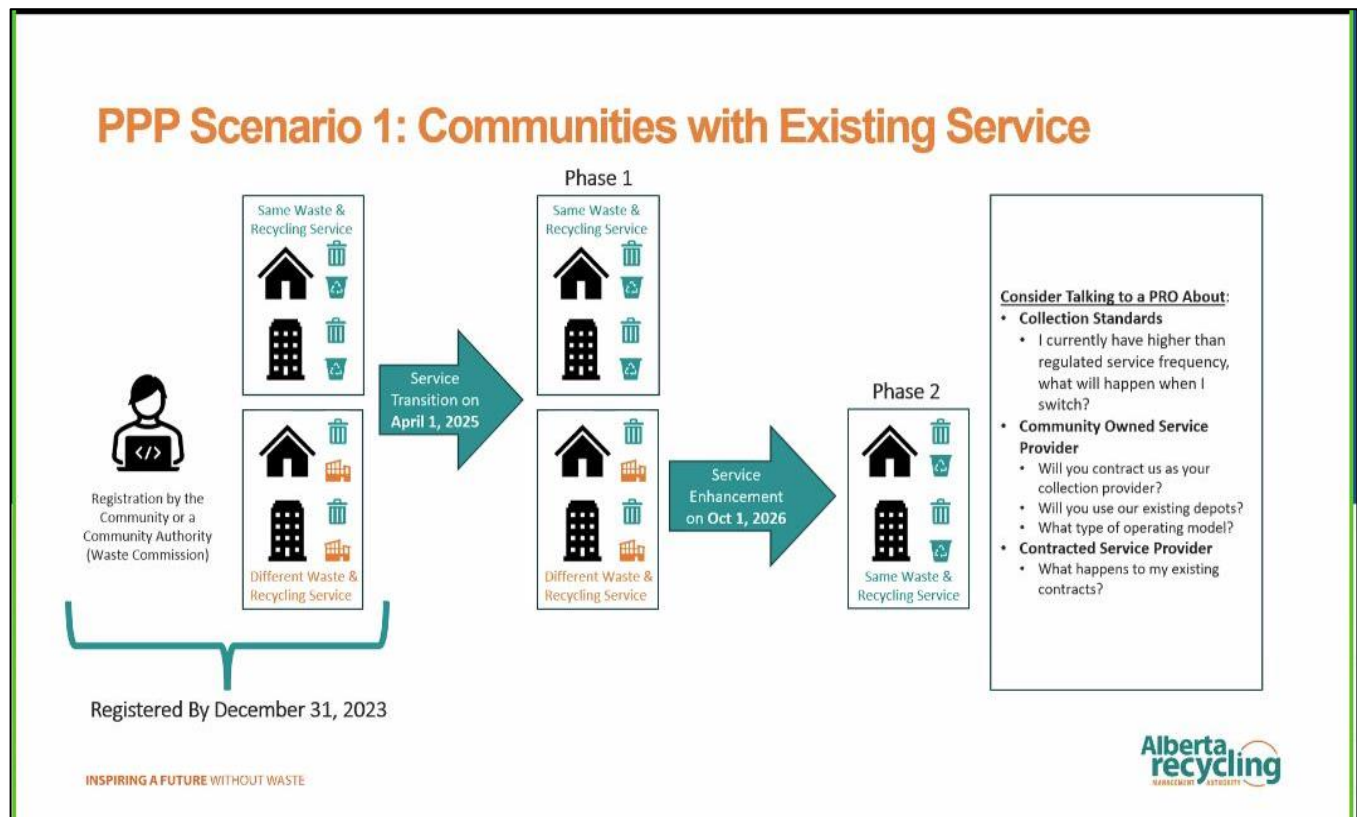 PPP Scenario 1: Communities with Existing Service
</>
Registration by the
Community or a
Community Authority
(Waste Commission)
Same Waste &
Recycling Service
Different Waste &
Recycling Service
Registered By December 31, 2023
Service
Transition on
April 1, 2025
Phase 1
Same Waste &
Recycling Service
Different Waste &
Recycling Service
Service
Enhancement
on Oct 1, 2026
Phase 2
Same Waste &
Recycling Service
Consider Talking to a PRO About:
• Collection Standards
• I currently have higher than
regulated service frequency,
what will happen when I
switch?
• Community Owned Service
Provider
• Will you contract us as your
collection provider?
• Will you use our existing depots?
• What type of operating model?
• Contracted Service Provider
• What happens to my existing
contracts?
INSPIRING A FUTURE WITHOUT WASTE
Alberta
recycling
MANAGEMENT AUTHORITY